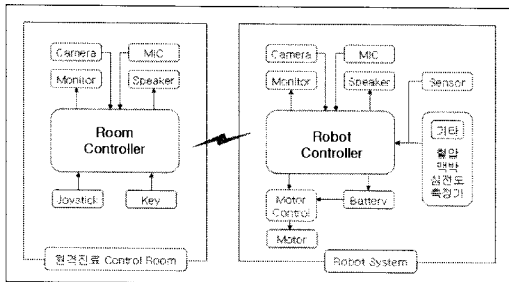 Camera
MIC
Monitor
Speaker
Room
Controller
Joystick
Key
원격진료 Control Room
Camera
MIC
Monitor
Speaker
Sensor
Robot
Controller
기타
혈압
맥박
심전도
측정기
Motor
Control
Battery
Motor
Robot System